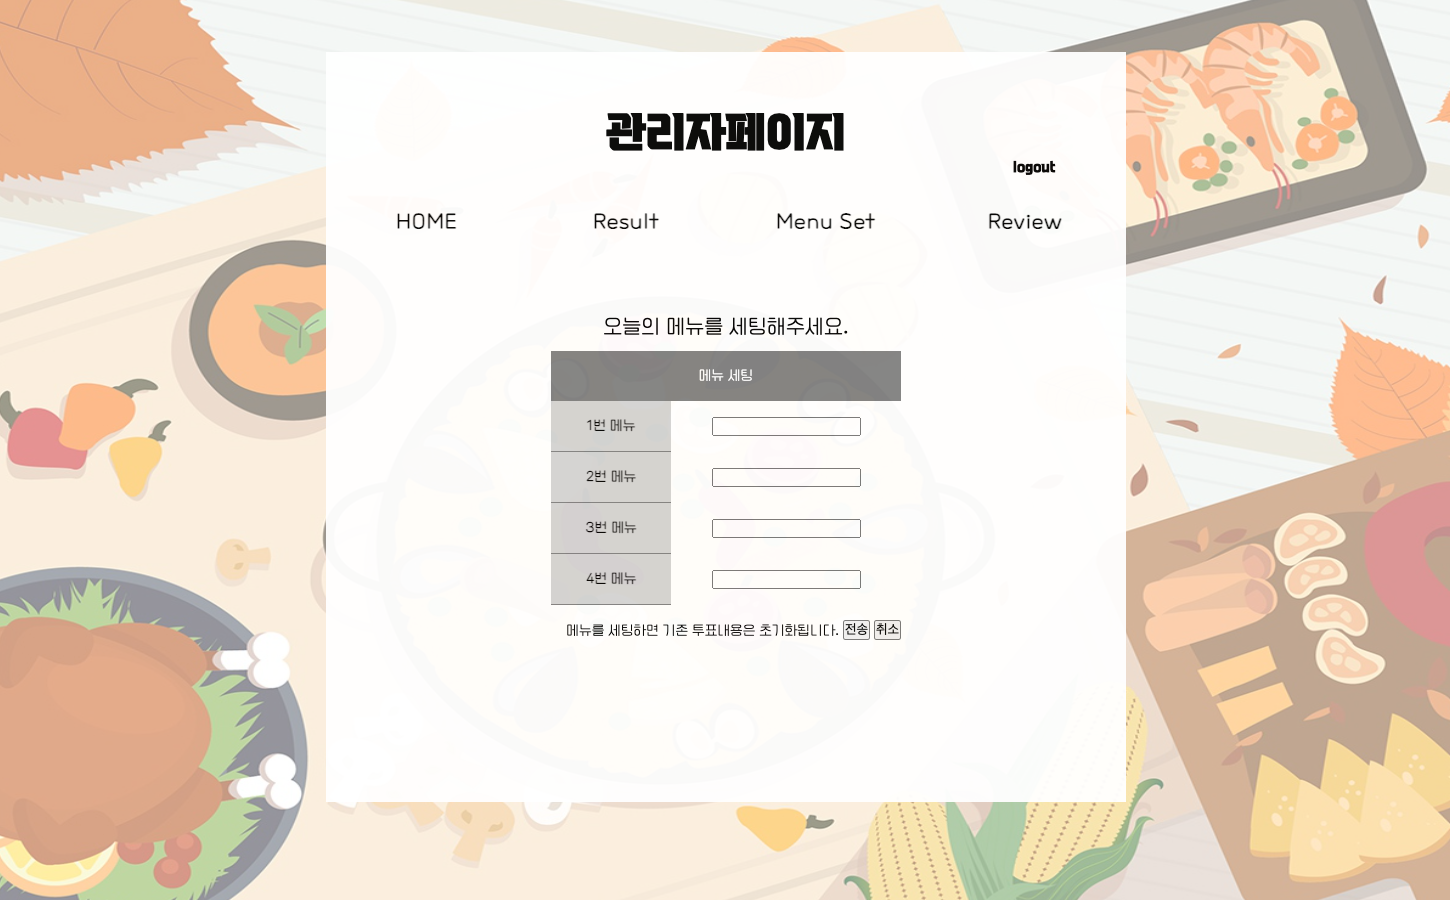 관리자페이지
logout
HOME Result Menu Set Review
오늘의 메뉴를 세팅해주세요.
메뉴 세팅
1번 메뉴
2번 메뉴
3번 메뉴
4번 메뉴
메뉴를 세팅하면 기존 투표내용은 초기화됩니다. 전송 취소